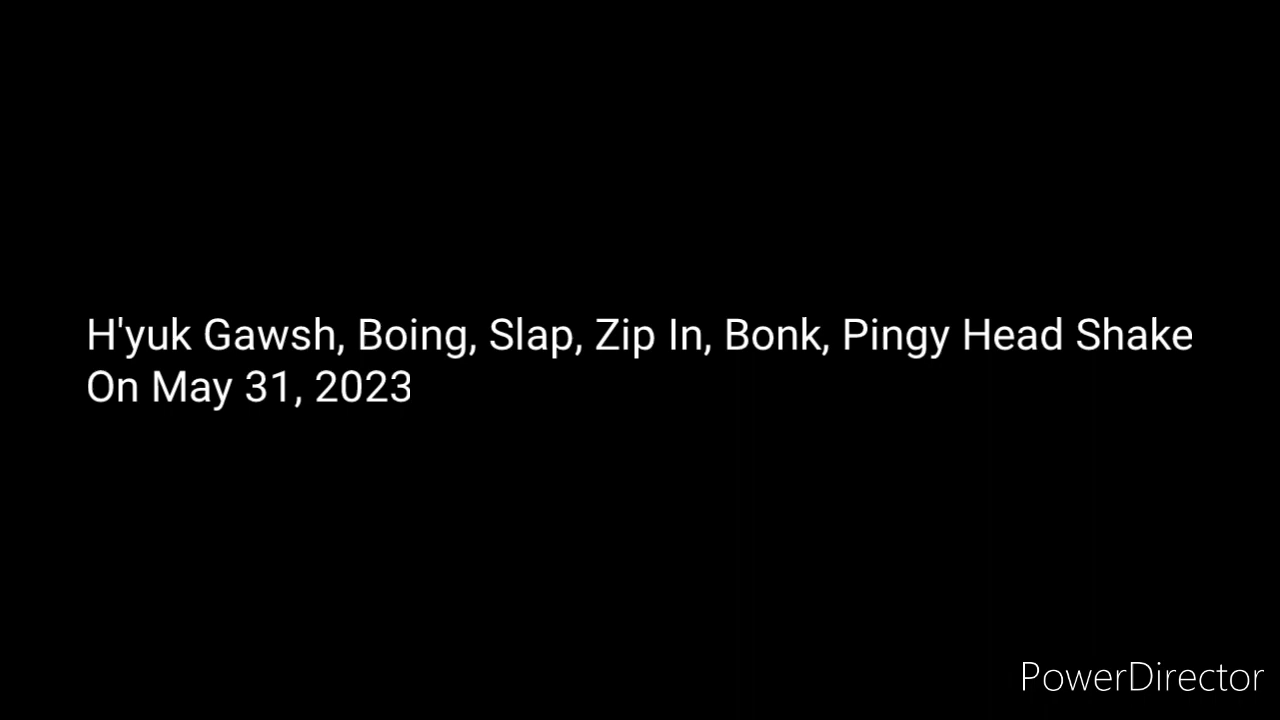 H'yuk Gawsh, Boing, Slap, Zip In, Bonk, Pingy Head Shake
On May 31, 2023
PowerDirector